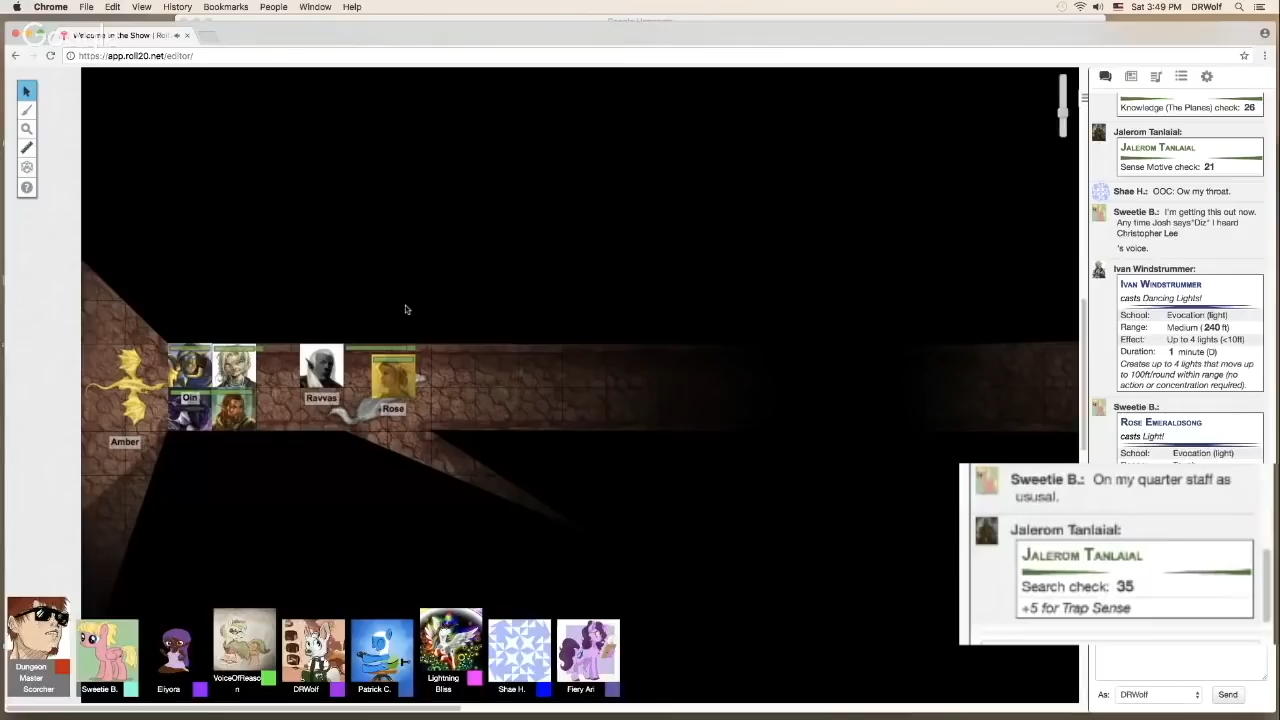 Chrome File Edit View History Bookmarks People Window Help
Sat 3:49 PM DRWolf
Welcome to the Show | Roll
https://app.roll20.net/editor/
Knowledge (The Planes) check: 26
Jalerom Tanlaial:
JALEROM TANLAIAL
Sense Motive check: 21
Shae H.: OOC: Ow my throat.
Sweetie B.: I'm getting this out now.
Any time Josh says"Diz" I heard
Christopher Lee
's voice.
Ivan Windstrummer:
IVAN WINDSTRUMMER
casts Dancing Lights!
School: Evocation (light)
Range: Medium (240 ft)
Effect: Up to 4 lights (<10ft)
Duration: 1 minute (D)
Creates up to 4 lights that move up
to 100ft/round within range (no
action or concentration required).
Sweetie B.:
ROSE EMERALDSONG
casts Light!
School: Evocation (light)
Sweetie B.: On my quarter staff as
ususal.
Jalerom Tanlaial:
JALEROM TANLAIAL
Search check: 35
+5 for Trap Sense
Oin
Ravvas
Rose
Amber
Dungeon
Master
Scorcher
Sweetie B.
Eliyora
VoiceOfReaso
n
DRWolf
Patrick C.
Lightning
Bliss
Shae H.
Fiery Ari
As: DRWolf Send